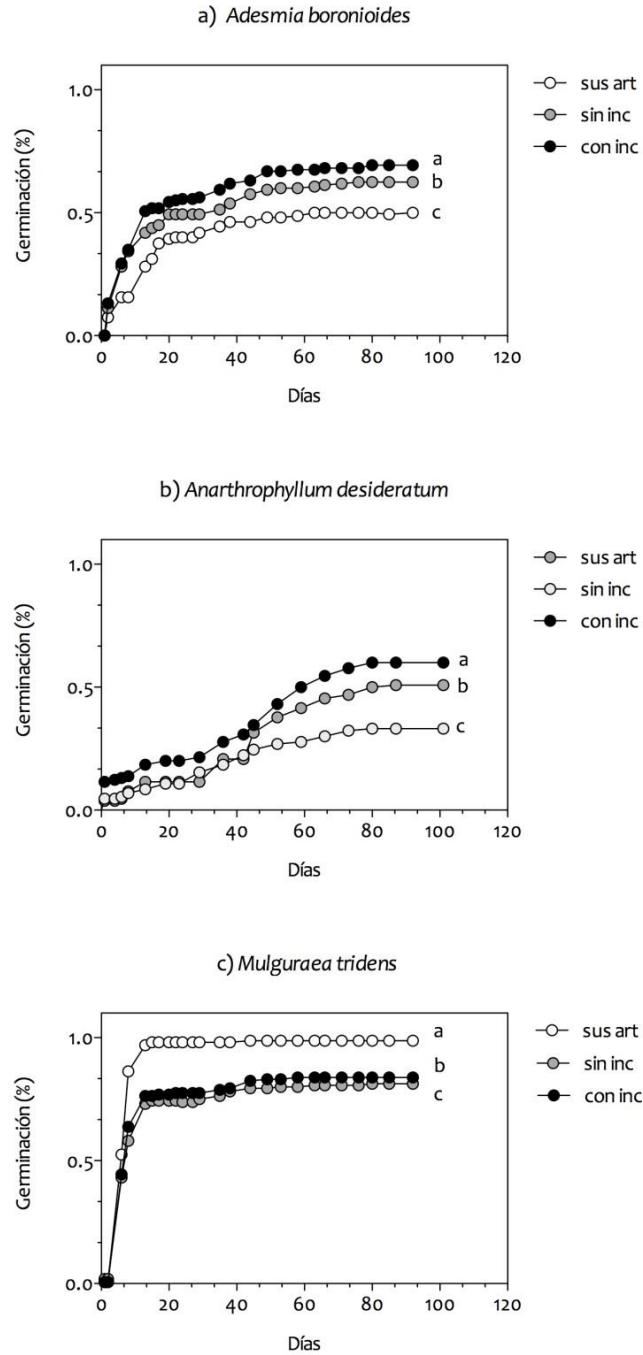 a) Adesmia boronioides
Germinación (%)
1.0
0.5
0.0
0 20 40 60 80 100 120
Días
sus art
sin inc
con inc
a
b
c
b) Anarthrophyllum desideratum
Germinación (%)
1.0
0.5
0.0
0 20 40 60 80 100 120
Días
sus art
sin inc
con inc
a
b
c
c) Mulguraea tridens
Germinación (%)
1.0
0.5
0.0
0 20 40 60 80 100 120
Días
sus art
sin inc
con inc
a
b
c